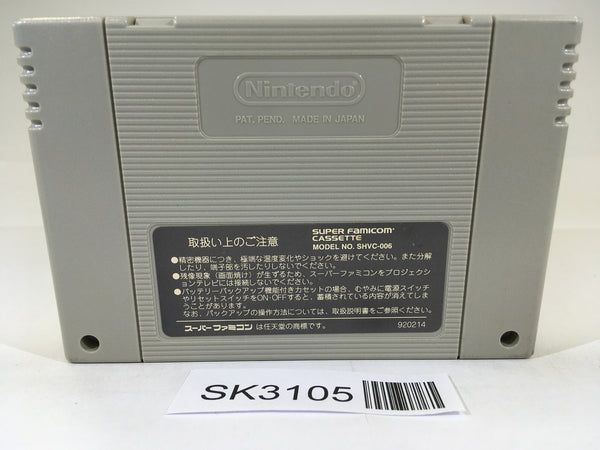 Nintendo
PAT. PEND. MADE IN JAPAN
取扱い上のご注意
SUPER FAMICOM
CASSETTE
MODEL NO. SHVC-006
●精密機器につき、極端な温度変化やショックを避けてください。また分解
したり、端子部を汚したりしないでください。
●残像現象（画面焼け）が生ずるため、スーパーファミコンをプロジェクシ
ョンテレビには接続しないでください。
●バッテリーバックアップ機能付きカセットの場合、むやみに電源スイッチ
やリセットスイッチをON・OFFすると、蓄積されている内容が消えてしま
うことがあります。
なお、バックアップの操作方法については、取扱説明書をご参照ください。
スーパーファミコン は任天堂の商標です。
920214
SK3105